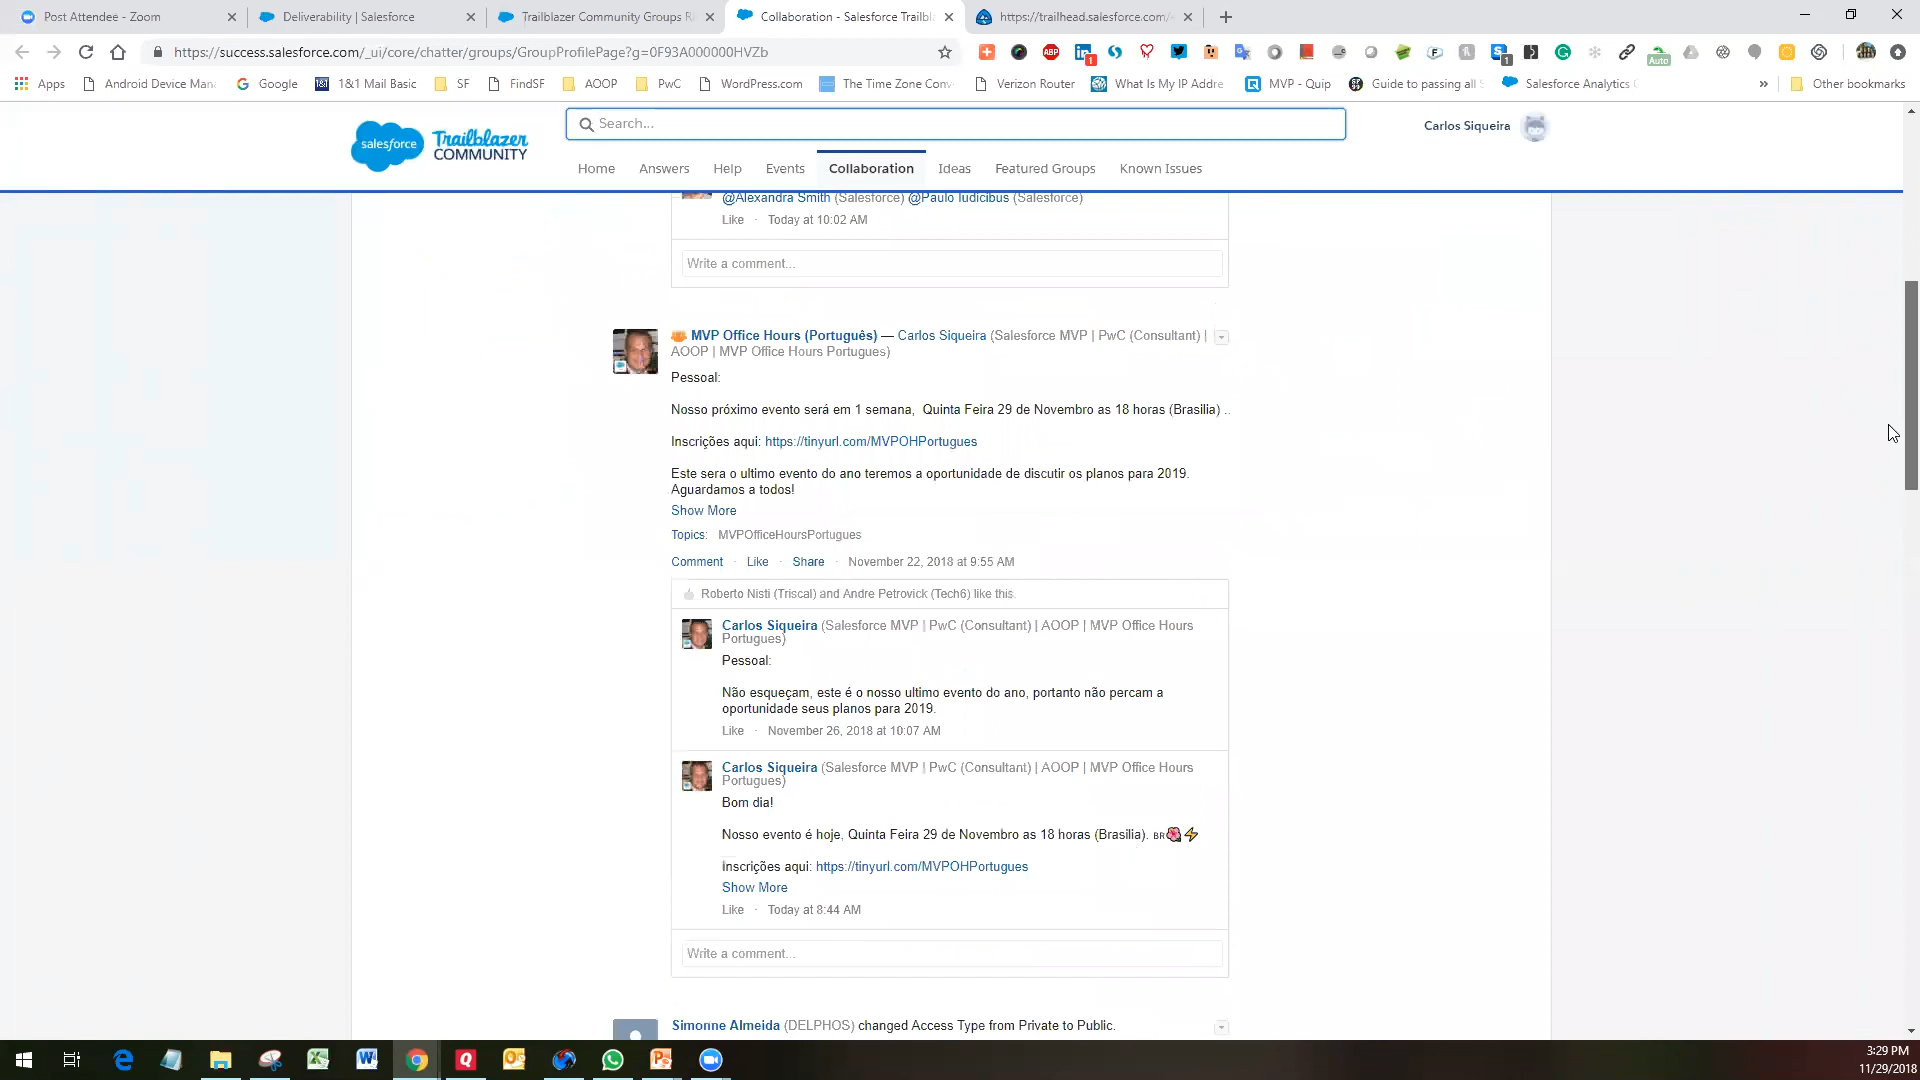 Post Attendee - Zoom
Deliverability | Salesforce
Trailblazer Community Groups R
Collaboration - Salesforce Trailbl
https://trailhead.salesforce.com/
https://success.salesforce.com/_ui/core/chatter/groups/GroupProfilePage?g=0F93A000000HVZb
Apps
Android Device Man
Google
1&1 Mail Basic
SF
FindSF
AOOP
PwC
WordPress.com
The Time Zone Conv
Verizon Router
What Is My IP Addre
MVP - Quip
Guide to passing all
Salesforce Analytics
»
Other bookmarks
salesforce
Trailblazer
COMMUNITY
Search...
Carlos Siqueira
Home
Answers
Help
Events
Collaboration
Ideas
Featured Groups
Known Issues
@Alexandra Smith (Salesforce) @Paulo Iudicibus (Salesforce)
Like · Today at 10:02 AM
Write a comment...
MVP Office Hours (Português) — Carlos Siqueira (Salesforce MVP | PwC (Consultant) |
AOOP | MVP Office Hours Portugues)
Pessoal:
Nosso próximo evento será em 1 semana, Quinta Feira 29 de Novembro as 18 horas (Brasilia) ..
Inscrições aqui: https://tinyurl.com/MVPOHPortugues
Este sera o ultimo evento do ano teremos a oportunidade de discutir os planos para 2019.
Aguardamos a todos!
Show More
Topics: MVPOfficeHoursPortugues
Comment · Like · Share · November 22, 2018 at 9:55 AM
Roberto Nisti (Triscal) and Andre Petrovick (Tech6) like this.
Carlos Siqueira (Salesforce MVP | PwC (Consultant) | AOOP | MVP Office Hours
Portugues)
Pessoal:
Não esqueçam, este é o nosso ultimo evento do ano, portanto não percam a
oportunidade seus planos para 2019.
Like · November 26, 2018 at 10:07 AM
Carlos Siqueira (Salesforce MVP | PwC (Consultant) | AOOP | MVP Office Hours
Portugues)
Bom dia!
Nosso evento é hoje, Quinta Feira 29 de Novembro as 18 horas (Brasilia). BR
Inscrições aqui: https://tinyurl.com/MVPOHPortugues
Show More
Like · Today at 8:44 AM
Write a comment...
Simonne Almeida (DELPHOS) changed Access Type from Private to Public.
3:29 PM
11/29/2018